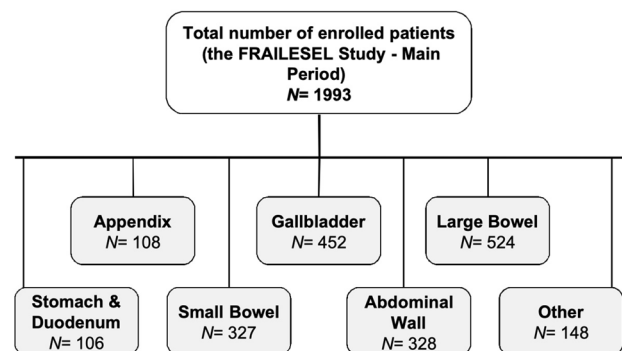 Total number of enrolled patients
(the FRAILESEL Study - Main
Period)
N= 1993
Appendix
N= 108
Gallbladder
N= 452
Large Bowel
N= 524
Stomach &
Duodenum
N= 106
Small Bowel
N= 327
Abdominal
Wall
N= 328
Other
N= 148